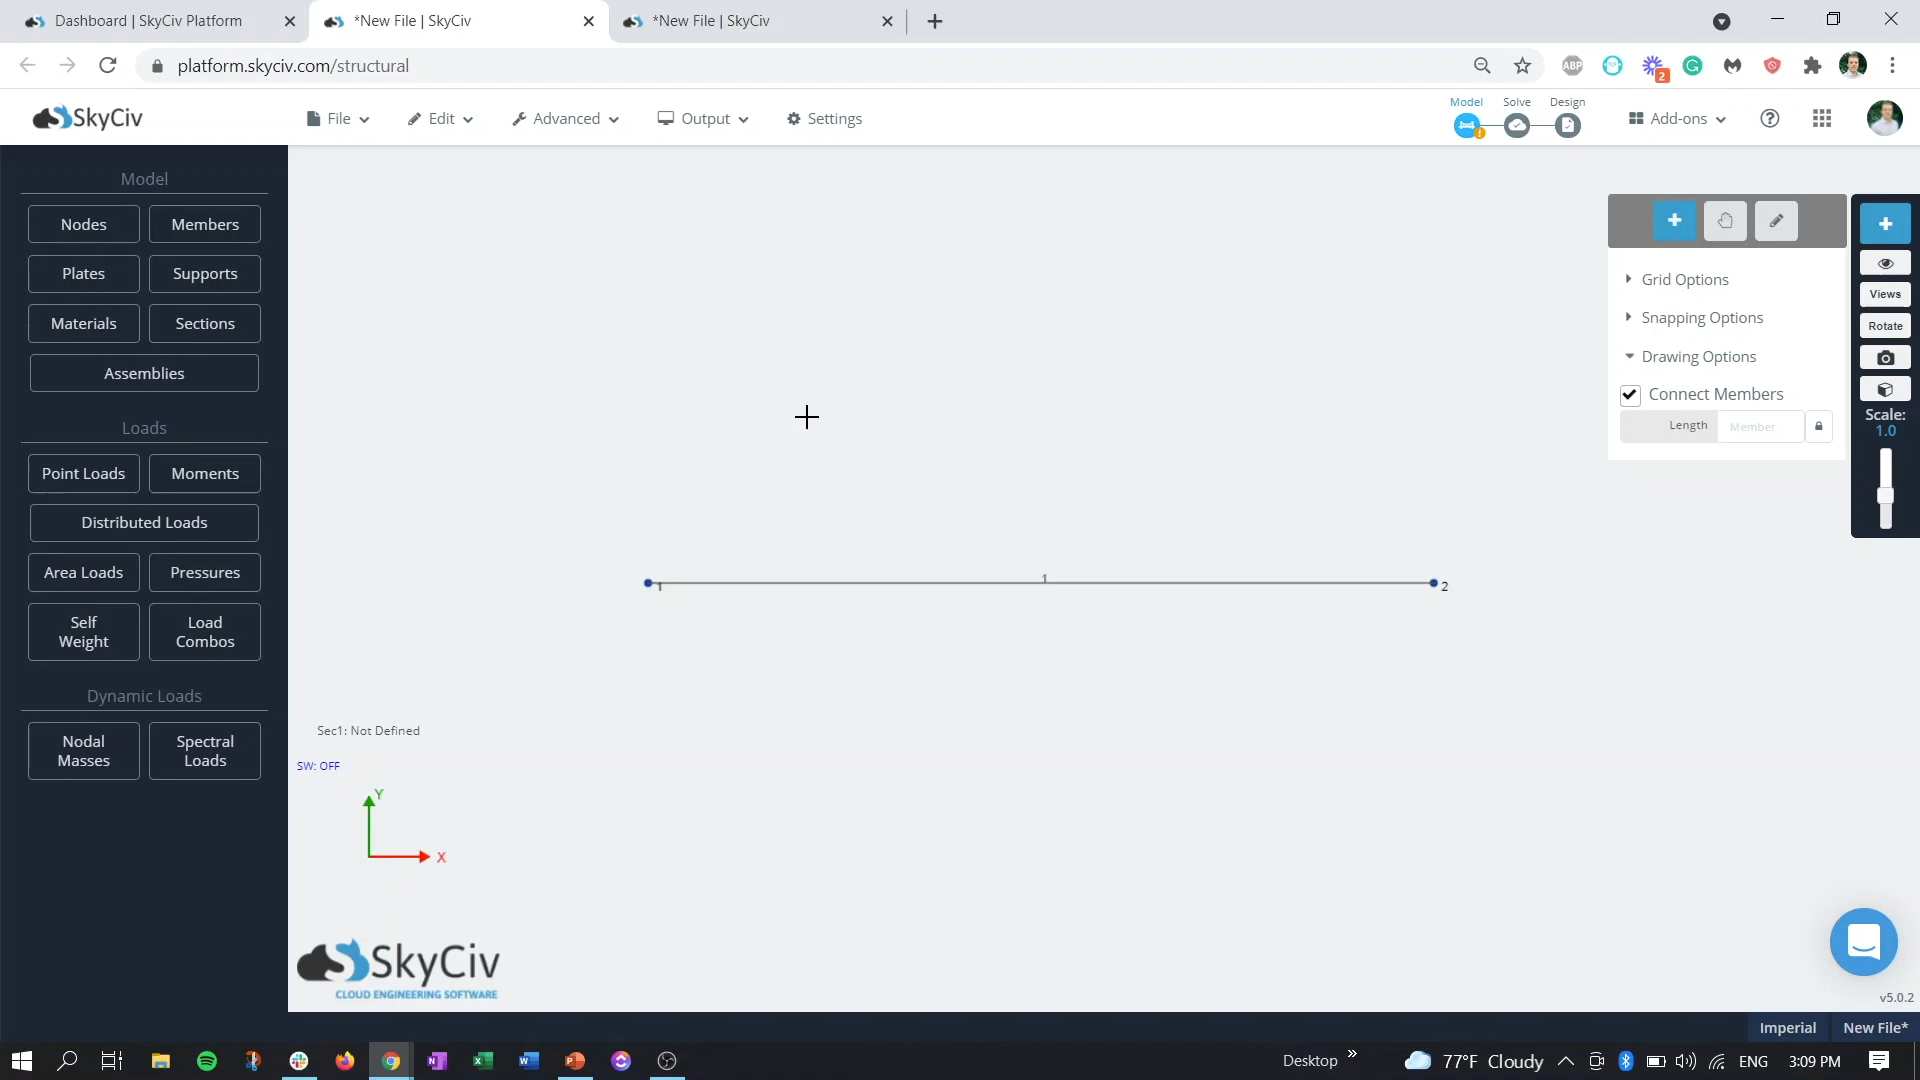 Dashboard | SkyCiv Platform
*New File | SkyCiv
*New File | SkyCiv
platform.skyciv.com/structural
ABP
2
SkyCiv
File
Edit
Advanced
Output
Settings
Model
Solve
Design
Add-ons
Model
Nodes
Members
Plates
Supports
Materials
Sections
Assemblies
Loads
Point Loads
Moments
Distributed Loads
Area Loads
Pressures
Self
Weight
Load
Combos
Dynamic Loads
Nodal
Masses
Spectral
Loads
Grid Options
Snapping Options
Drawing Options
Connect Members
Length
Member
Views
Rotate
Scale:
1.0
1
1
2
Sec1: Not Defined
SW: OFF
Y
X
SkyCiv
CLOUD ENGINEERING SOFTWARE
v5.0.2
Imperial
New File*
Desktop
77°F Cloudy
ENG
3:09 PM